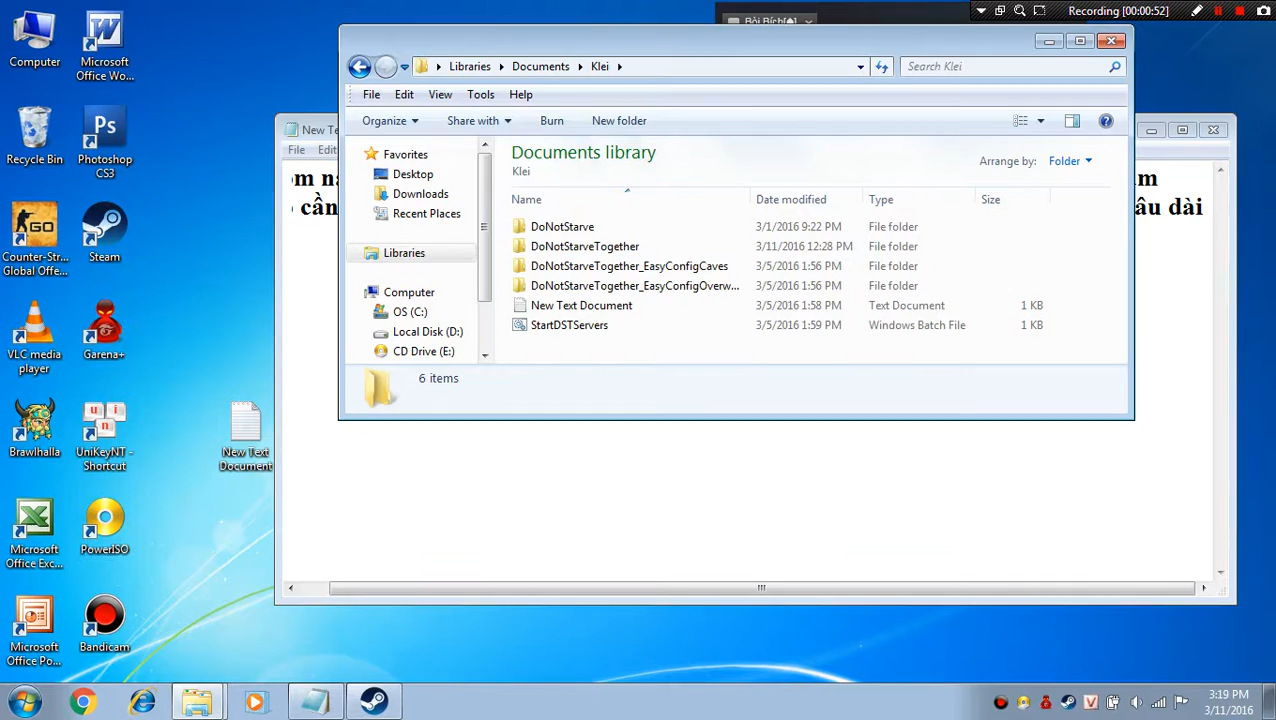 Recording [00:00:52]
Bôi Bích[♠]
Libraries Documents Klei
Search Klei
File Edit View Tools Help
Organize Share with Burn New folder
Favorites
Desktop
Downloads
Recent Places
Libraries
Computer
OS (C:)
Local Disk (D:)
CD Drive (E:)
Documents library
Klei
Arrange by: Folder
Name Date modified Type Size
DoNotStarve 3/1/2016 9:22 PM File folder
DoNotStarveTogether 3/11/2016 12:28 PM File folder
DoNotStarveTogether_EasyConfigCaves 3/5/2016 1:56 PM File folder
DoNotStarveTogether_EasyConfigOverw... 3/5/2016 1:56 PM File folder
New Text Document 3/5/2016 1:58 PM Text Document 1 KB
StartDSTServers 3/5/2016 1:59 PM Windows Batch File 1 KB
6 items
New Te
File Edit
cần
âu dài
Computer
Microsoft Office Wo...
Recycle Bin
Photoshop CS3
Counter-Str... Global Offe...
Steam
VLC media player
Garena+
Brawlhalla
UniKeyNT - Shortcut
New Text Document
Microsoft Office Exc...
PowerISO
Microsoft Office Po...
Bandicam
3:19 PM
3/11/2016